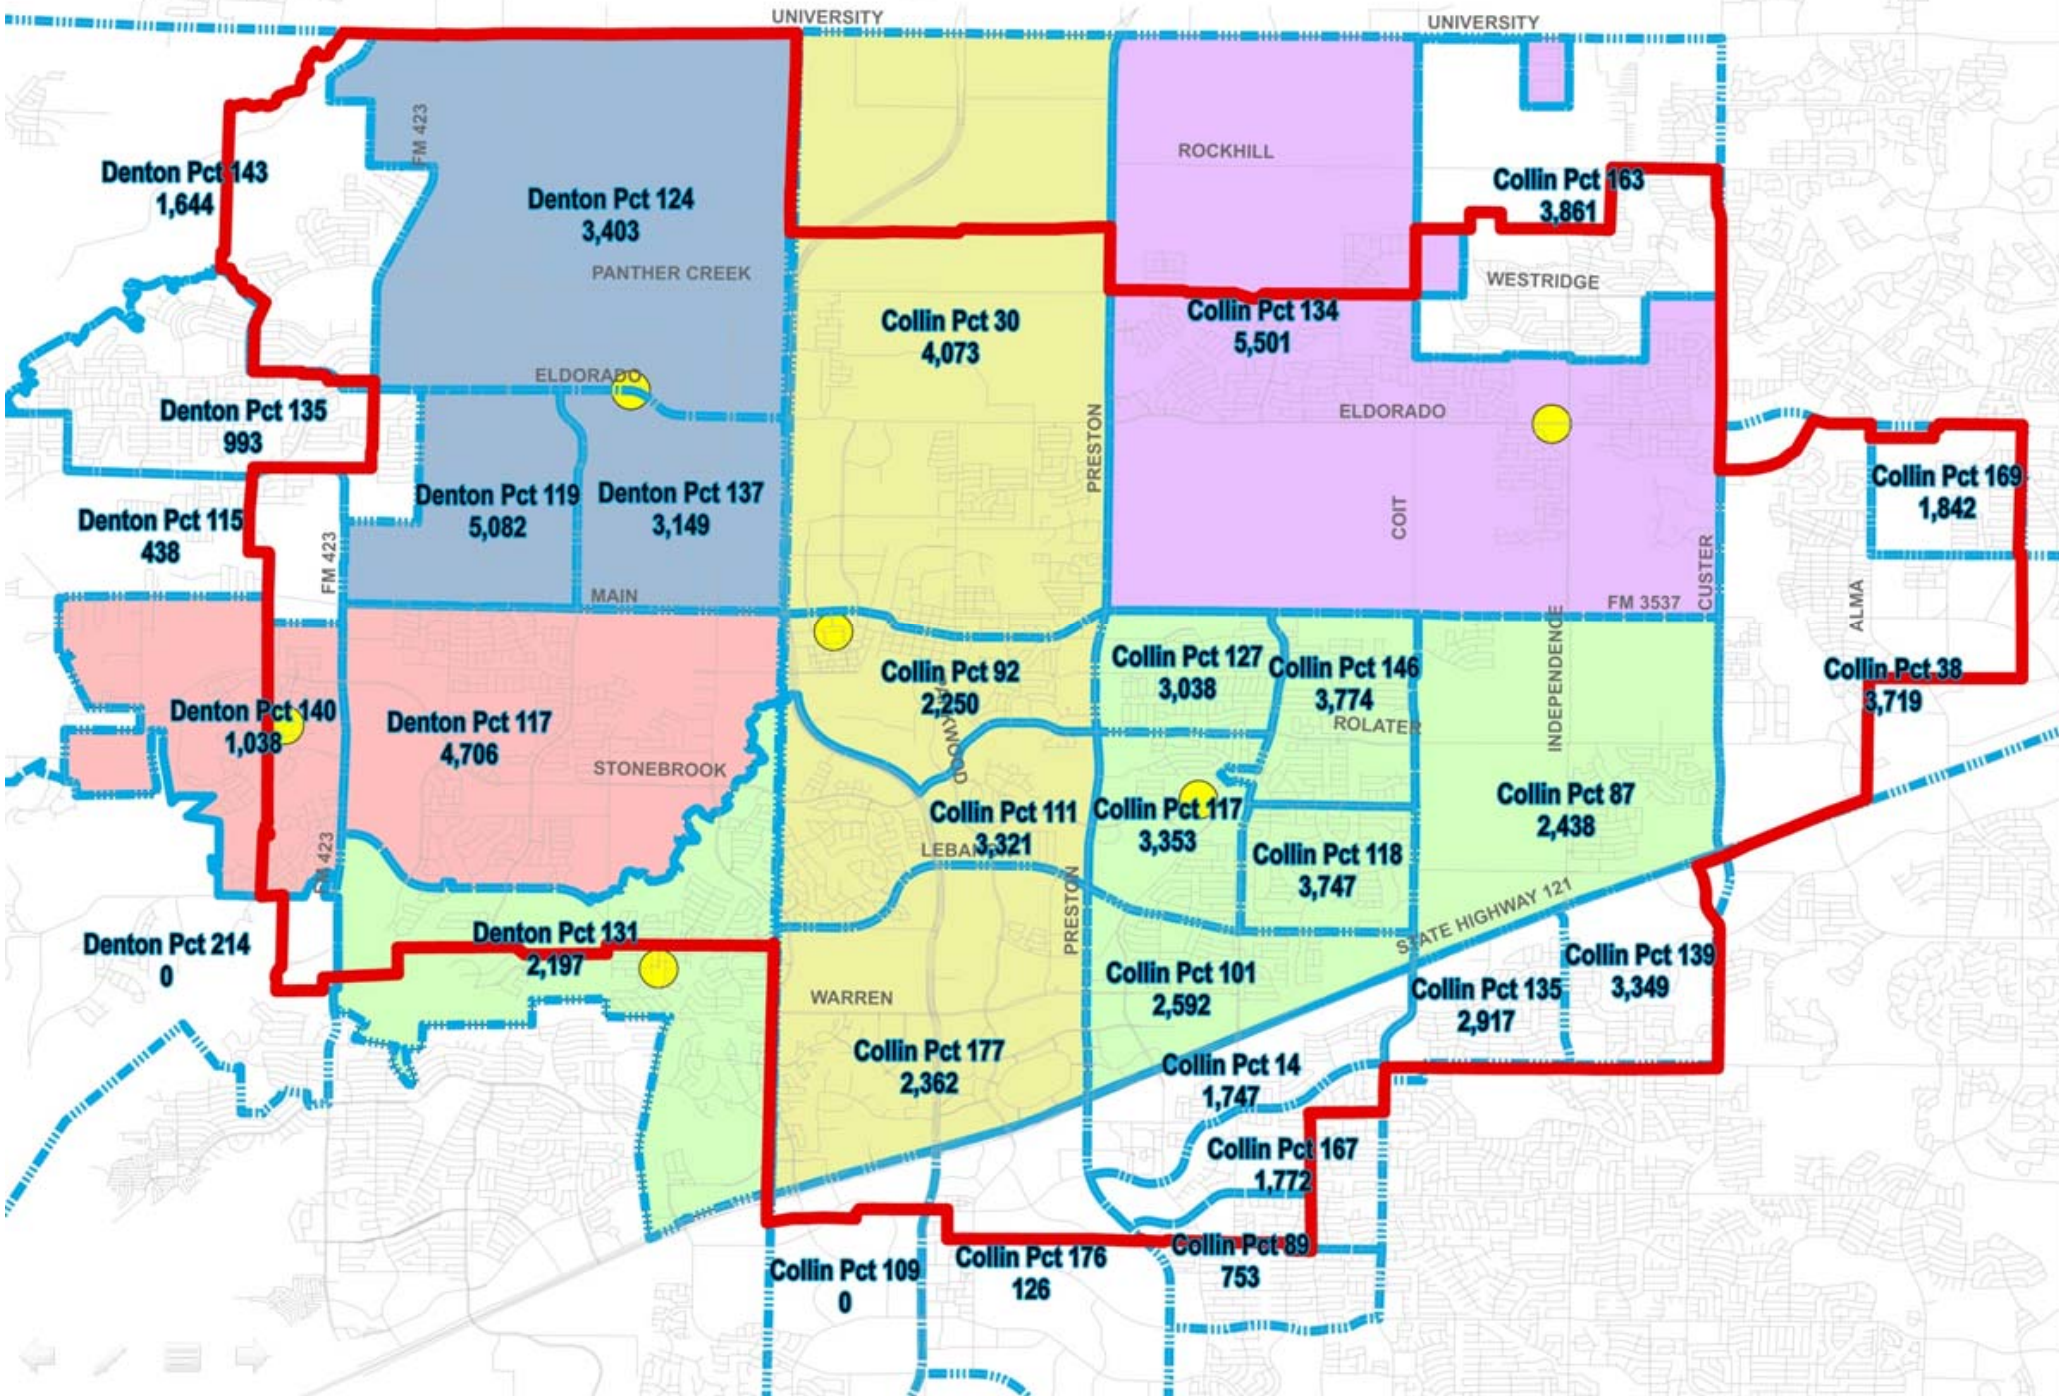 UNIVERSITY
UNIVERSITY
FM 423
ROCKHILL
Denton Pct 143
1,644
Denton Pct 124
3,403
Collin Pct 163
3,861
PANTHER CREEK
WESTRIDGE
Collin Pct 30
4,073
Collin Pct 134
5,501
ELDORADO
Denton Pct 135
993
PRESTON
ELDORADO
Denton Pct 115
438
FM 423
Denton Pct 119
5,082
Denton Pct 137
3,149
COIT
CUSTER
Collin Pct 169
1,842
MAIN
FM 3537
ALMA
Denton Pct 140
1,038
Denton Pct 117
4,706
STONEBROOK
Collin Pct 92
2,250
Collin Pct 127
3,038
Collin Pct 146
3,774
ROLATER
INDEPENDENCE
Collin Pct 38
3,719
Collin Pct 111
3,321
Collin Pct 117
3,353
Collin Pct 87
2,438
FM 423
Collin Pct 118
3,747
PRESTON
STATE HIGHWAY 121
Denton Pct 214
0
Denton Pct 131
2,197
WARREN
Collin Pct 101
2,592
Collin Pct 135
2,917
Collin Pct 139
3,349
Collin Pct 177
2,362
Collin Pct 14
1,747
Collin Pct 167
1,772
Collin Pct 109
0
Collin Pct 176
126
Collin Pct 89
753